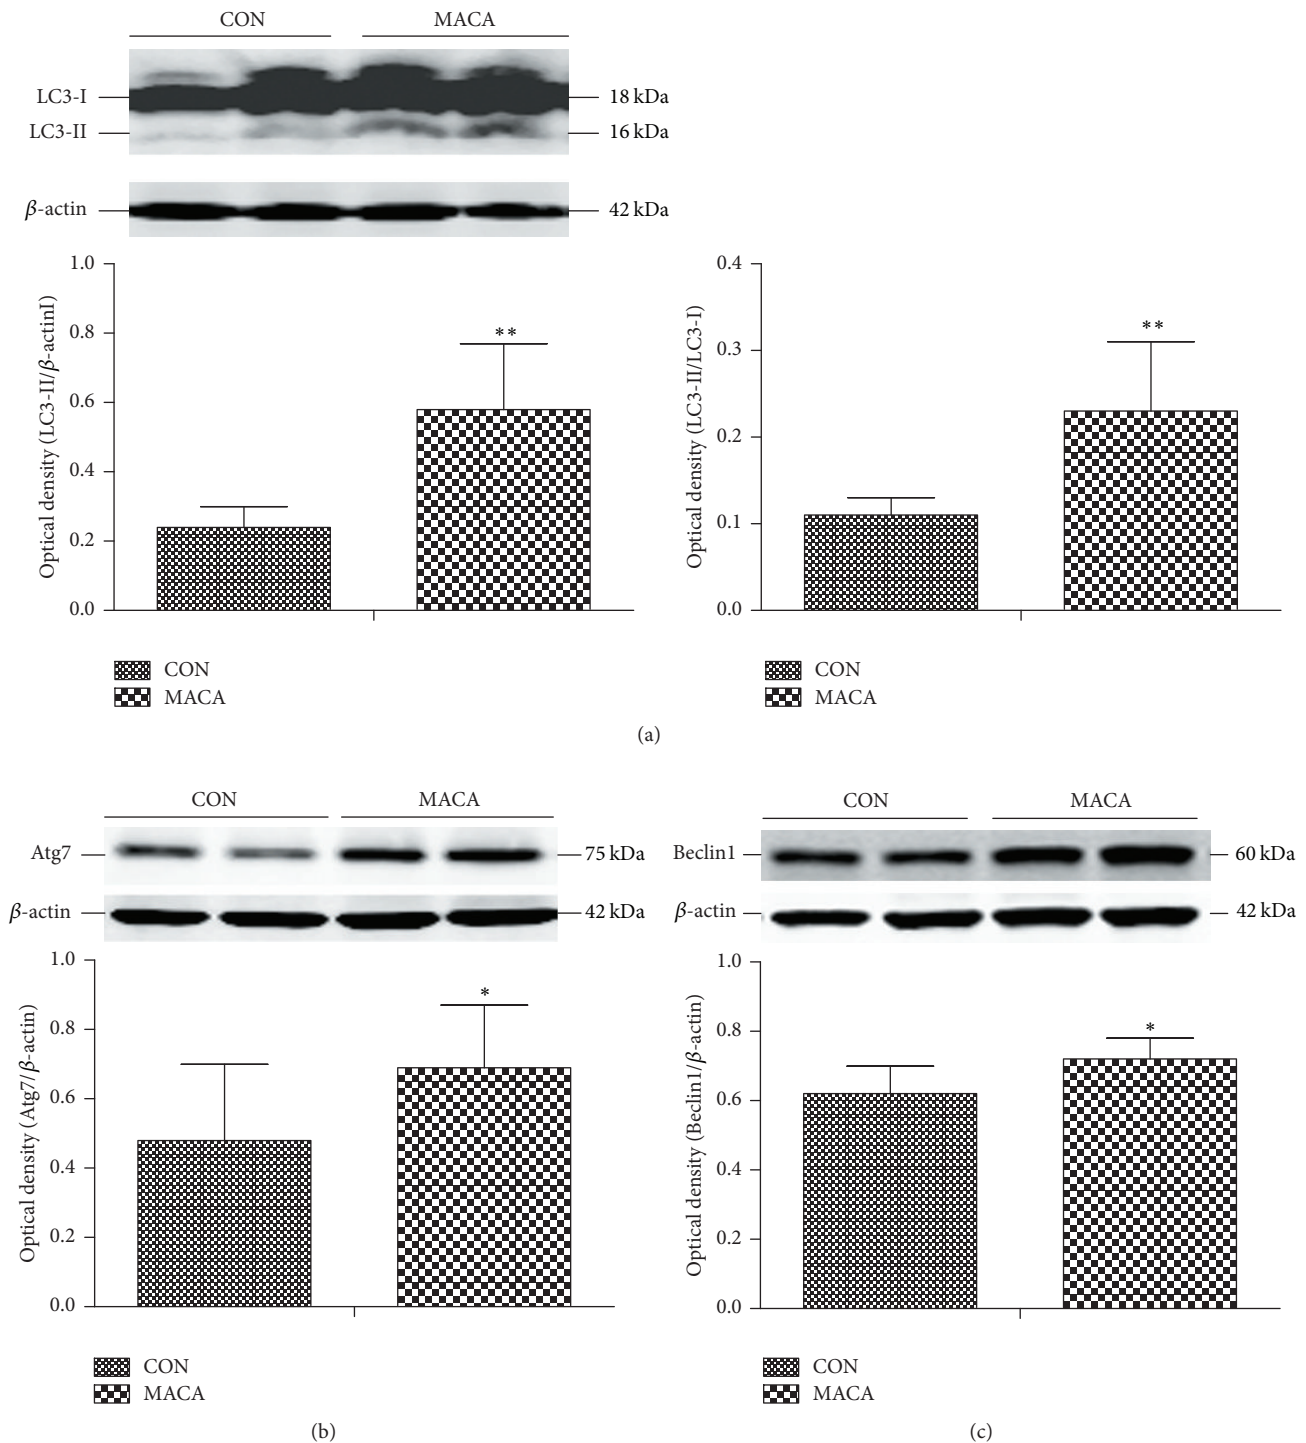 CON MACA
LC3-I 18 kDa
LC3-II 16 kDa
β-actin 42 kDa
1.0
0.8
0.6
0.4
0.2
0.0
Optical density (LC3-II/β-actinI)
**
CON
MACA
0.4
0.3
0.2
0.1
0.0
Optical density (LC3-II/LC3-I)
**
CON
MACA
(a)
CON MACA
Atg7 75 kDa
β-actin 42 kDa
1.0
0.8
0.6
0.4
0.2
0.0
Optical density (Atg7/β-actin)
*
CON
MACA
(b)
CON MACA
Beclin1 60 kDa
β-actin 42 kDa
1.0
0.8
0.6
0.4
0.2
0.0
Optical density (Beclin1/β-actin)
*
CON
MACA
(c)